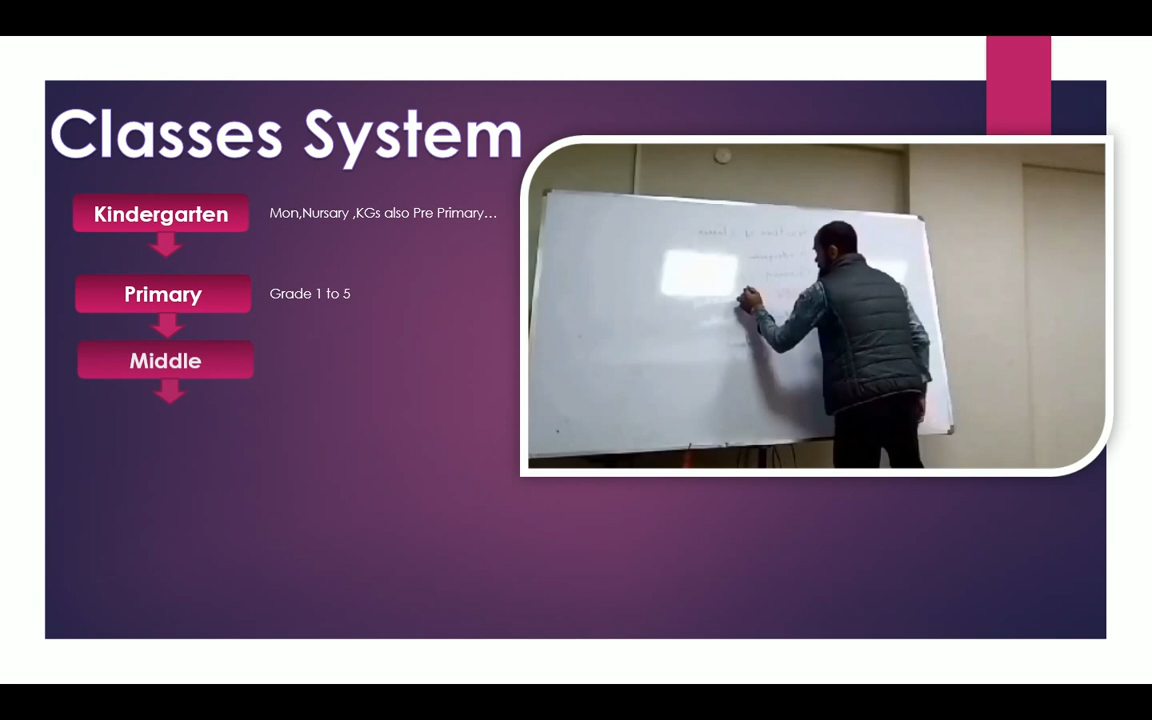 Classes System
Kindergarten
Mon,Nursary ,KGs also Pre Primary...
Primary
Grade 1 to 5
Middle